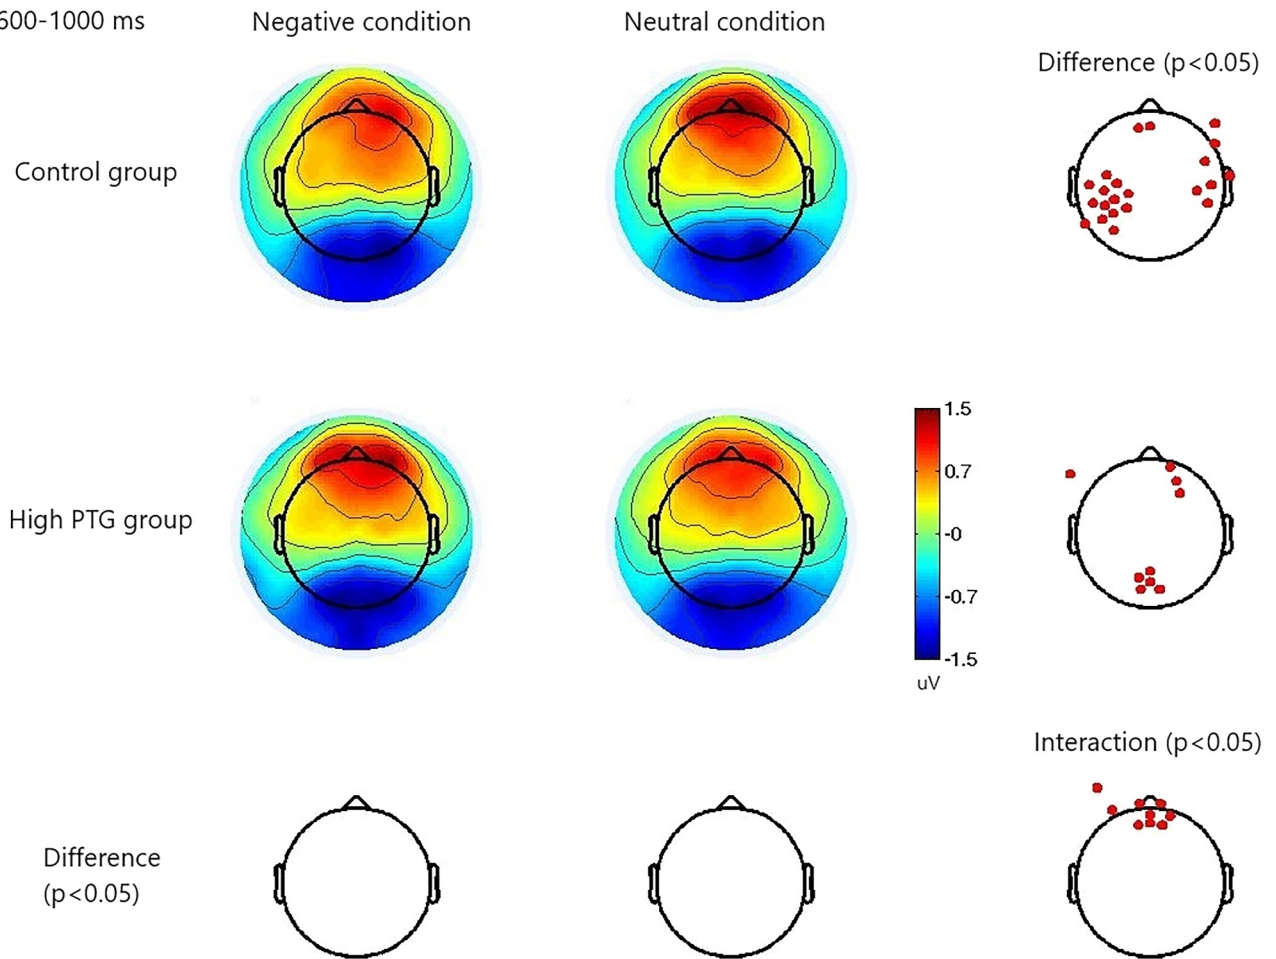 600-1000 ms
Negative condition
Neutral condition
Difference (p<0.05)
Control group
High PTG group
1.5
0.7
-0
-0.7
-1.5
uV
Interaction (p<0.05)
Difference
(p<0.05)